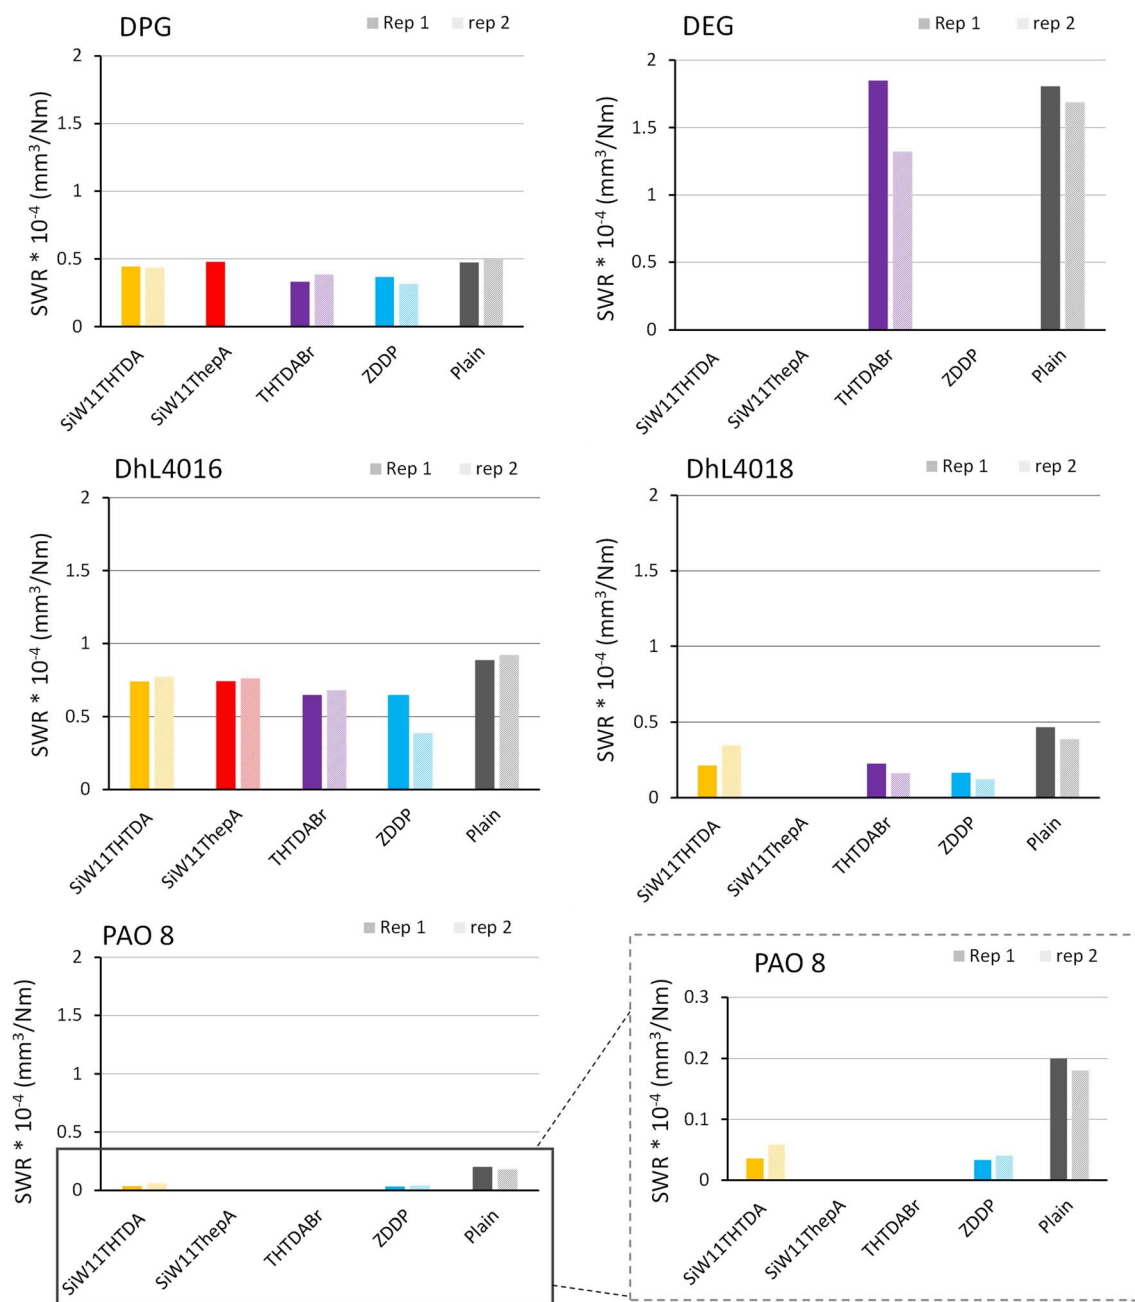 DPG
Rep 1 rep 2
SWR * 10⁻⁴ (mm³/Nm)
2
1.5
1
0.5
0
SiW11THTDA
SiW11ThepA
THTDABr
ZDDP
Plain
DEG
Rep 1 rep 2
SWR * 10⁻⁴ (mm³/Nm)
2
1.5
1
0.5
0
SiW11THTDA
SiW11ThepA
THTDABr
ZDDP
Plain
DhL4016
Rep 1 rep 2
SWR * 10⁻⁴ (mm³/Nm)
2
1.5
1
0.5
0
SiW11THTDA
SiW11ThepA
THTDABr
ZDDP
Plain
DhL4018
Rep 1 rep 2
SWR * 10⁻⁴ (mm³/Nm)
2
1.5
1
0.5
0
SiW11THTDA
SiW11ThepA
THTDABr
ZDDP
Plain
PAO 8
Rep 1 rep 2
SWR * 10⁻⁴ (mm³/Nm)
2
1.5
1
0.5
0
SiW11THTDA
SiW11ThepA
THTDABr
ZDDP
Plain
PAO 8
Rep 1 rep 2
SWR * 10⁻⁴ (mm³/Nm)
0.3
0.2
0.1
0
SiW11THTDA
SiW11ThepA
THTDABr
ZDDP
Plain